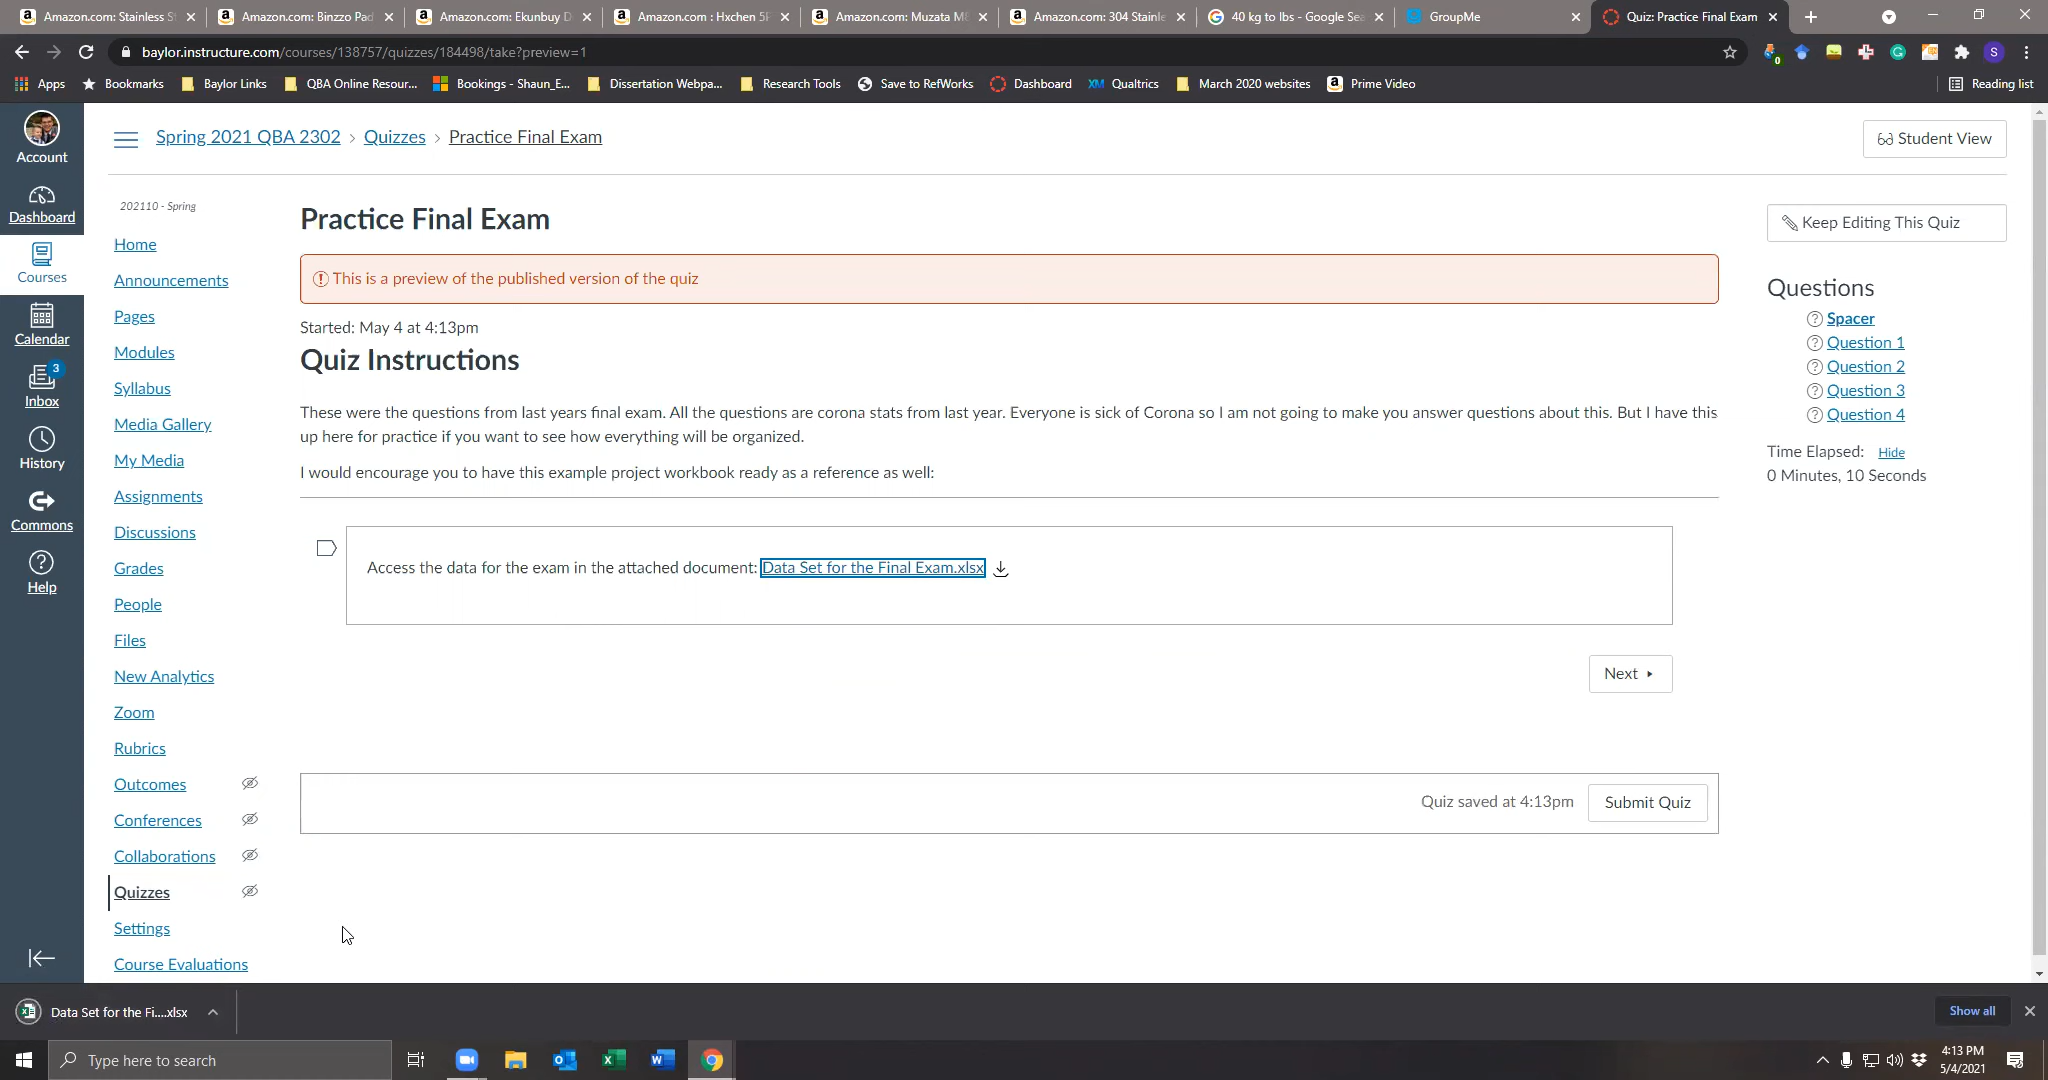 Amazon.com: Stainless S
Amazon.com: Binzzo Pad
Amazon.com: Ekunbuy D
Amazon.com : Hxchen 5P
Amazon.com: Muzata M8
Amazon.com: 304 Stainle
40 kg to lbs - Google Sea
GroupMe
Quiz: Practice Final Exam
baylor.instructure.com/courses/138757/quizzes/184498/take?preview=1
Apps
Bookmarks
Baylor Links
QBA Online Resour...
Bookings - Shaun_E...
Dissertation Webpa...
Research Tools
Save to RefWorks
Dashboard
XM Qualtrics
March 2020 websites
Prime Video
Reading list
Account
Dashboard
Courses
Calendar
3
Inbox
History
Commons
Help
Spring 2021 QBA 2302 › Quizzes › Practice Final Exam
Student View
202110 - Spring
Home
Announcements
Pages
Modules
Syllabus
Media Gallery
My Media
Assignments
Discussions
Grades
People
Files
New Analytics
Zoom
Rubrics
Outcomes
Conferences
Collaborations
Quizzes
Settings
Course Evaluations
Practice Final Exam
This is a preview of the published version of the quiz
Started: May 4 at 4:13pm
Quiz Instructions
These were the questions from last years final exam. All the questions are corona stats from last year. Everyone is sick of Corona so I am not going to make you answer questions about this. But I have this
up here for practice if you want to see how everything will be organized.
I would encourage you to have this example project workbook ready as a reference as well:
Access the data for the exam in the attached document: Data Set for the Final Exam.xlsx
Next
Quiz saved at 4:13pm
Submit Quiz
Keep Editing This Quiz
Questions
Spacer
Question 1
Question 2
Question 3
Question 4
Time Elapsed: Hide
0 Minutes, 10 Seconds
Data Set for the Fi....xlsx
Show all
Type here to search
4:13 PM
5/4/2021